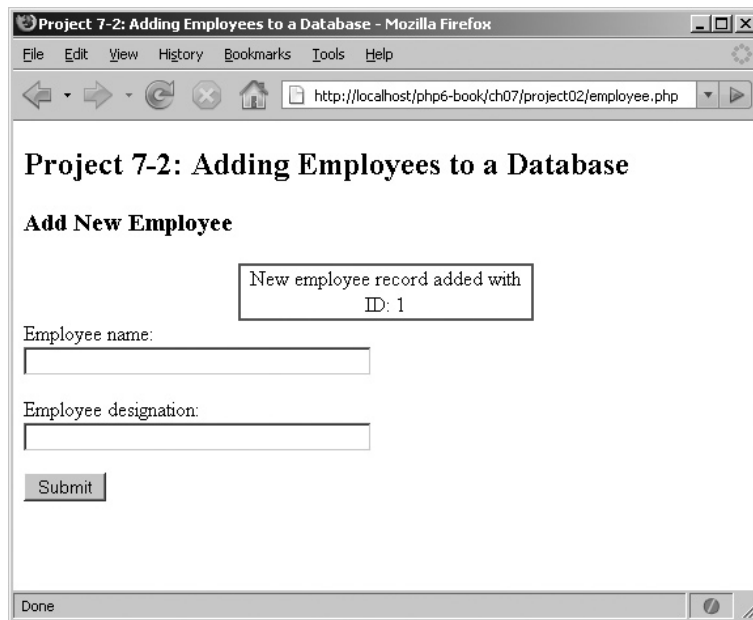 Project 7-2: Adding Employees to a Database - Mozilla Firefox
File Edit View History Bookmarks Tools Help
http://localhost/php6-book/ch07/project02/employee.php
Project 7-2: Adding Employees to a Database
Add New Employee
New employee record added with
ID: 1
Employee name:
Employee designation:
Submit
Done